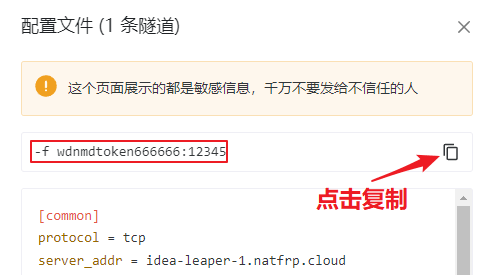 配置文件 (1 条隧道)
这个页面展示的都是敏感信息，千万不要发给不信任的人
-f wdnmdtoken666666:12345
点击复制
[common]
protocol = tcp
server_addr = idea-leaper-1.natfrp.cloud